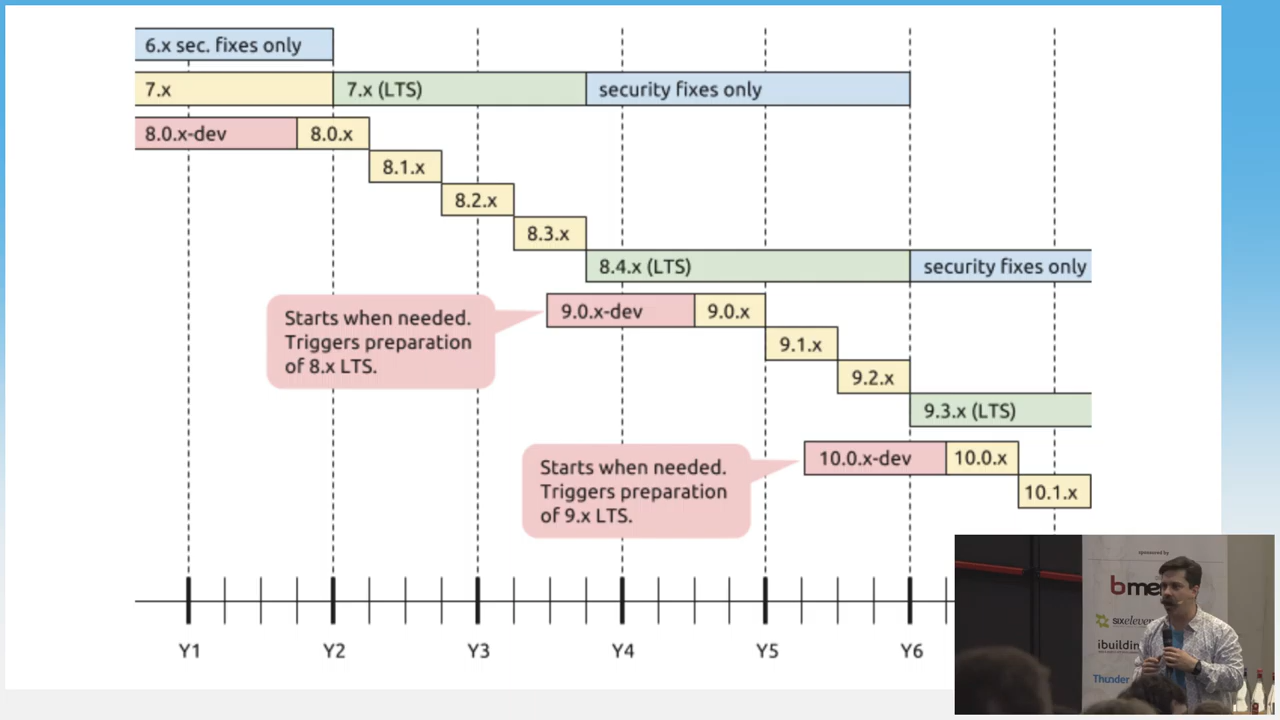 6.x sec. fixes only
7.x
7.x (LTS)
security fixes only
8.0.x-dev
8.0.x
8.1.x
8.2.x
8.3.x
8.4.x (LTS)
security fixes only
Starts when needed.
Triggers preparation
of 8.x LTS.
9.0.x-dev
9.0.x
9.1.x
9.2.x
9.3.x (LTS)
Starts when needed.
Triggers preparation
of 9.x LTS.
10.0.x-dev
10.0.x
10.1.x
Y1
Y2
Y3
Y4
Y5
Y6
sponsored by
sixeleven
ibuildin
Thunder